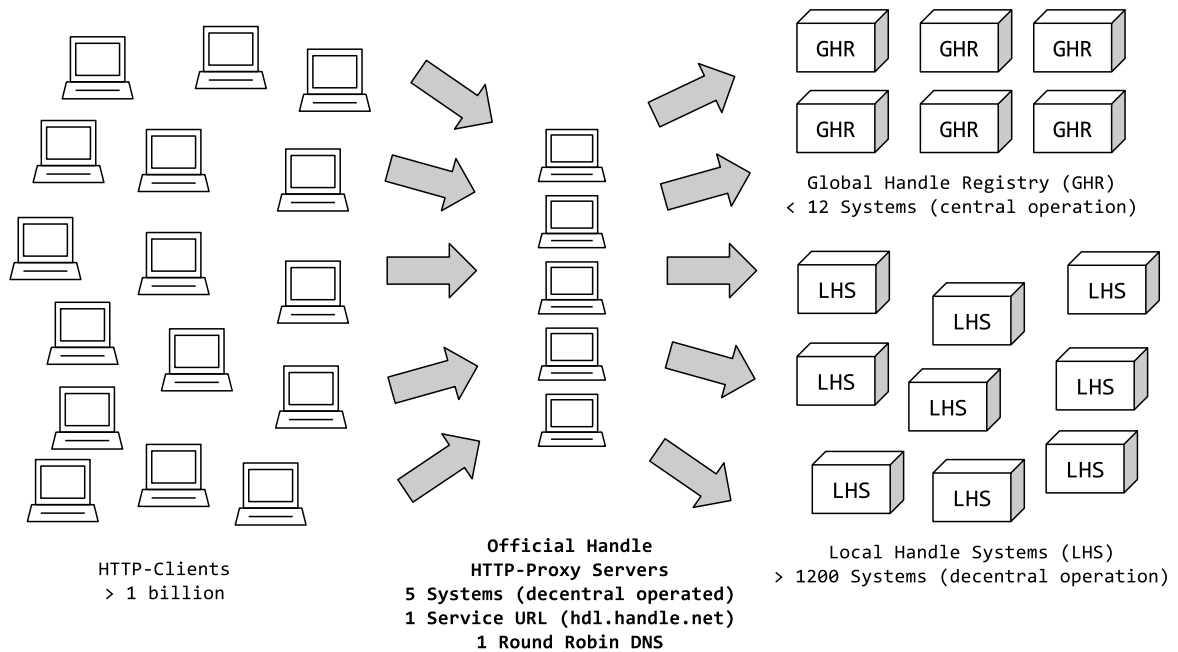 GHR GHR GHR
GHR GHR GHR
Global Handle Registry (GHR)
< 12 Systems (central operation)
LHS
LHS
LHS
LHS
LHS
LHS
LHS
LHS
LHS
Local Handle Systems (LHS)
> 1200 Systems (decentral operation)
Official Handle
HTTP-Proxy Servers
5 Systems (decentral operated)
1 Service URL (hdl.handle.net)
1 Round Robin DNS
HTTP-Clients
> 1 billion